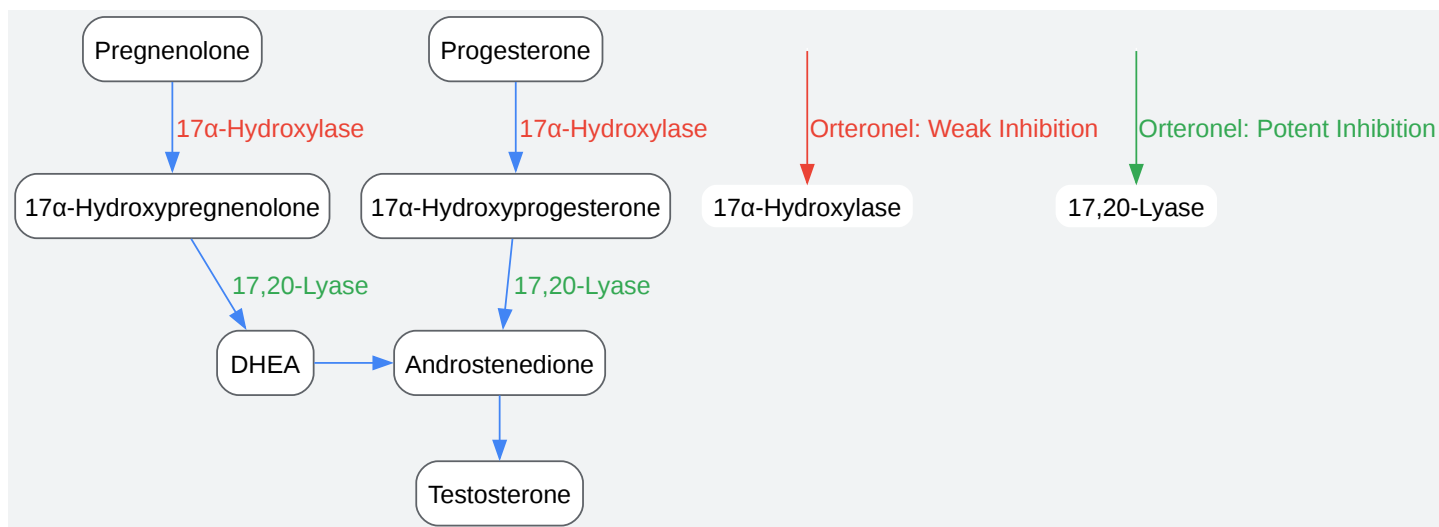 Pregnenolone
Progesterone
17α-Hydroxylase
17α-Hydroxylase
Orteronel: Weak Inhibition
Orteronel: Potent Inhibition
17α-Hydroxypregnenolone
17α-Hydroxyprogesterone
17α-Hydroxylase
17,20-Lyase
17,20-Lyase
17,20-Lyase
DHEA
Androstenedione
Testosterone